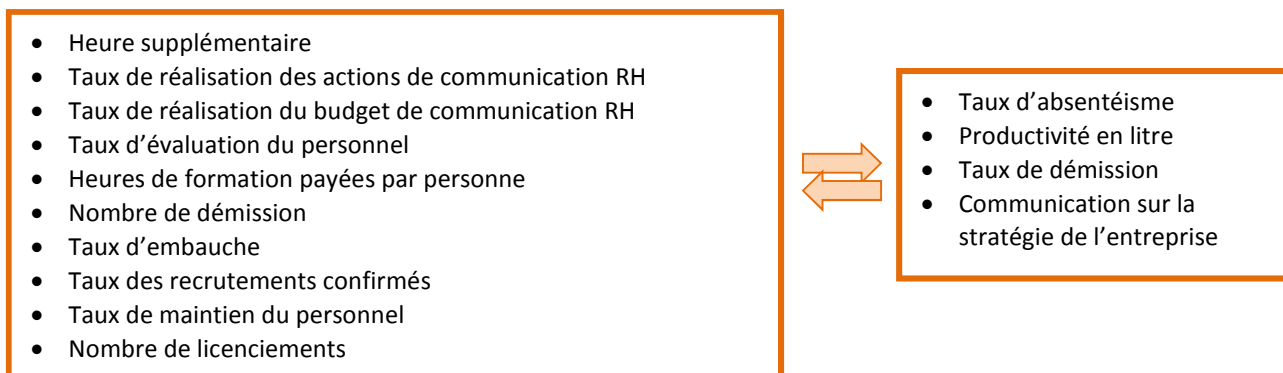 • Heure supplémentaire
• Taux de réalisation des actions de communication RH
• Taux de réalisation du budget de communication RH
• Taux d’évaluation du personnel
• Heures de formation payées par personne
• Nombre de démission
• Taux d’embauche
• Taux des recrutements confirmés
• Taux de maintien du personnel
• Nombre de licenciements
• Taux d’absentéisme
• Productivité en litre
• Taux de démission
• Communication sur la
stratégie de l’entreprise